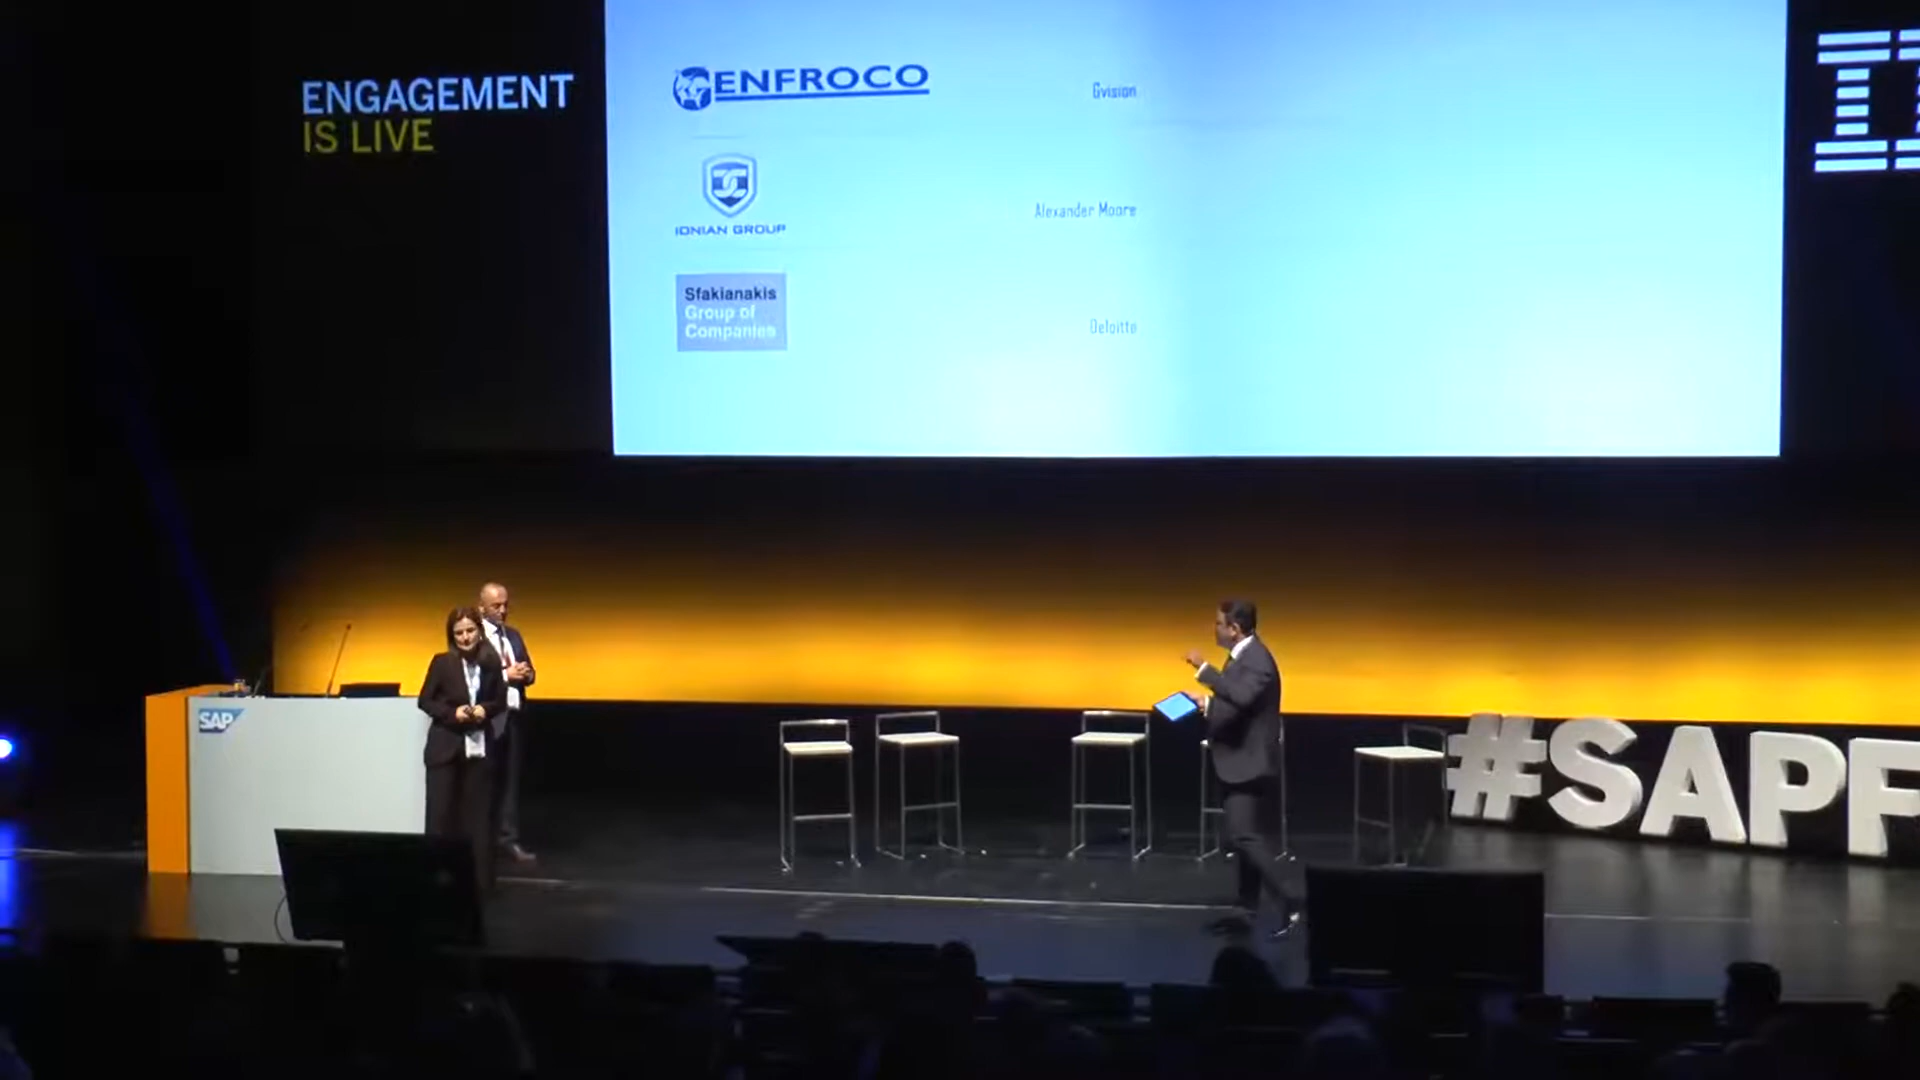 ENGAGEMENT
IS LIVE
ENFROCO
Gvision
IONIAN GROUP
Alexander Moore
Sfakianakis
Group of
Companies
Deloitte
SAP
#SAPF